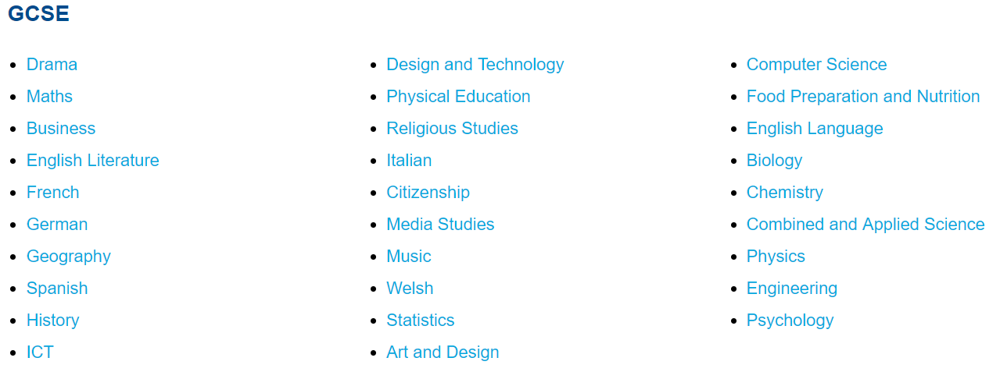 GCSE
Drama
Maths
Business
English Literature
French
German
Geography
Spanish
History
ICT
Design and Technology
Physical Education
Religious Studies
Italian
Citizenship
Media Studies
Music
Welsh
Statistics
Art and Design
Computer Science
Food Preparation and Nutrition
English Language
Biology
Chemistry
Combined and Applied Science
Physics
Engineering
Psychology